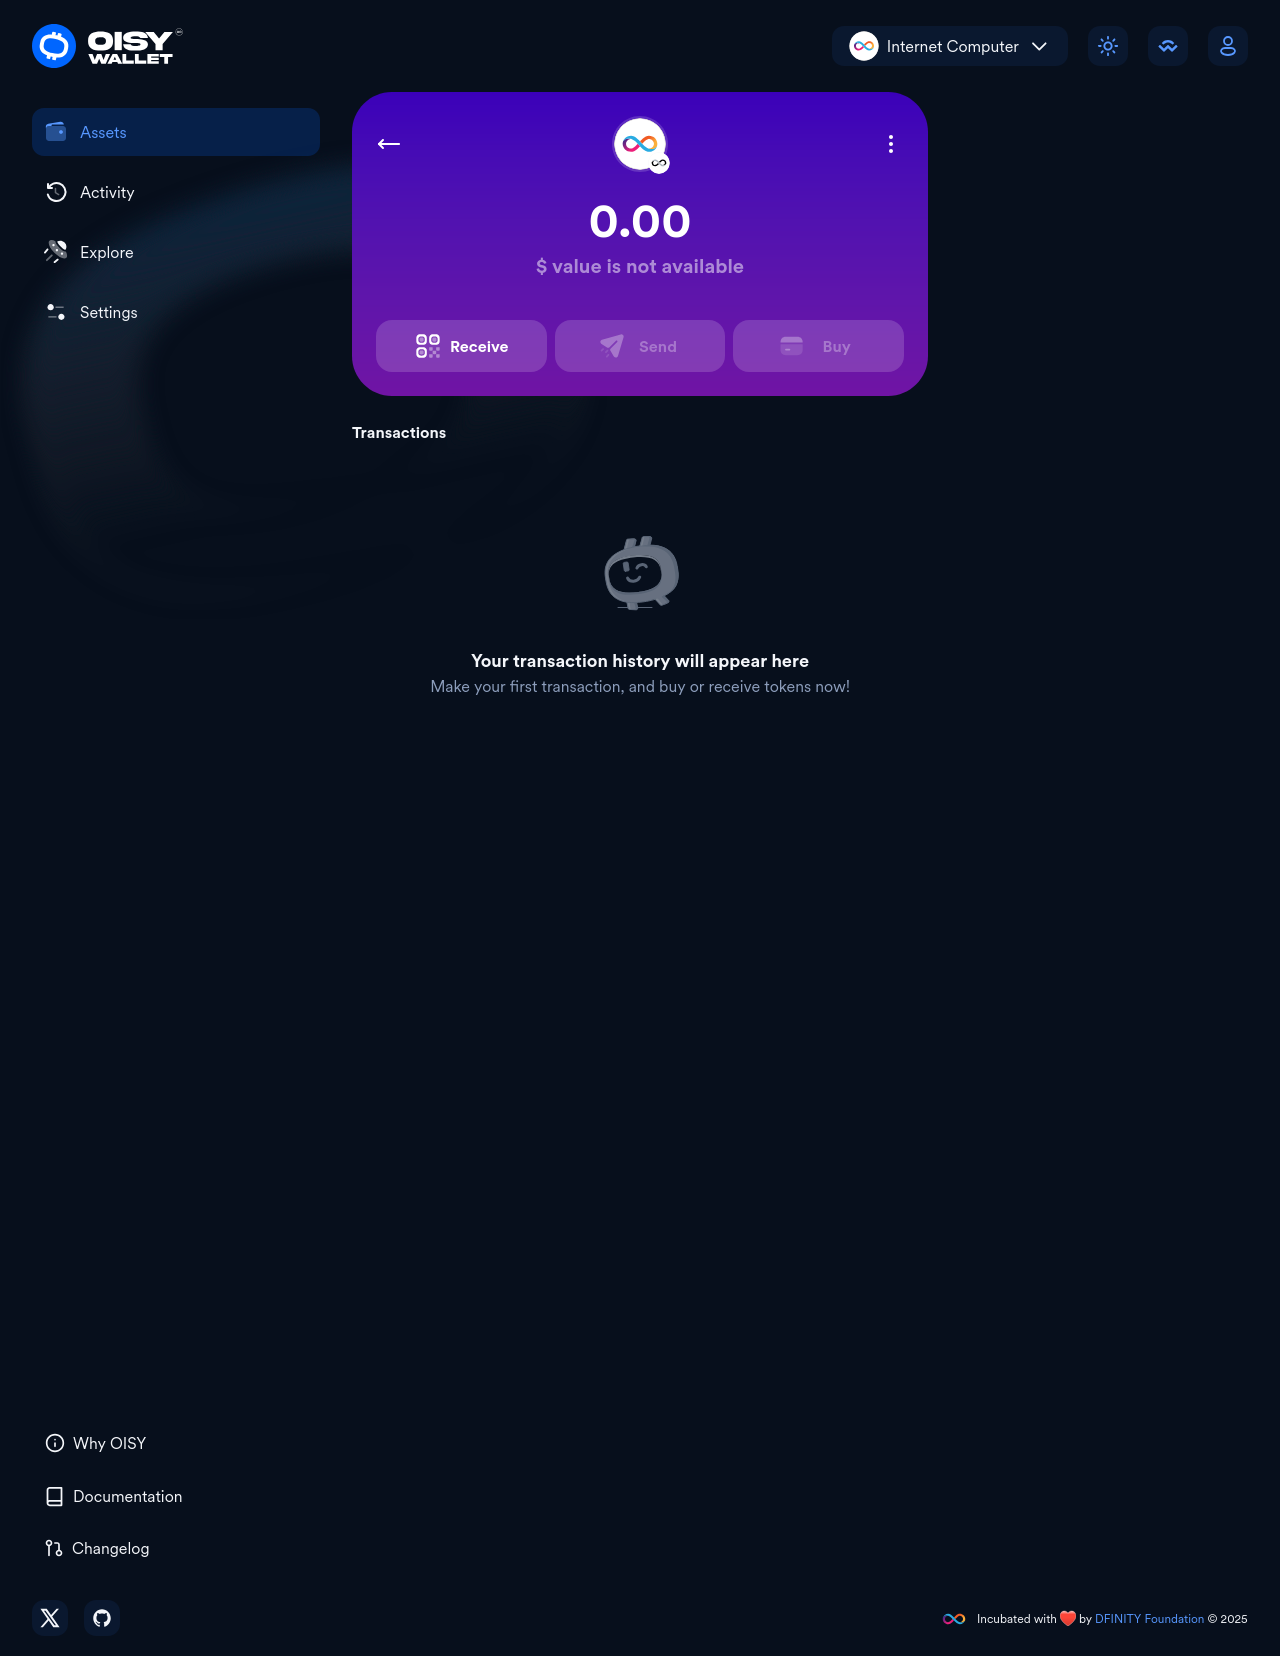 OISY
WALLET
Internet Computer
Assets
Activity
Explore
Settings
0.00
$ value is not available
Receive
Send
Buy
Transactions
Your transaction history will appear here
Make your first transaction, and buy or receive tokens now!
Why OISY
Documentation
Changelog
Incubated with ❤️ by DFINITY Foundation © 2025